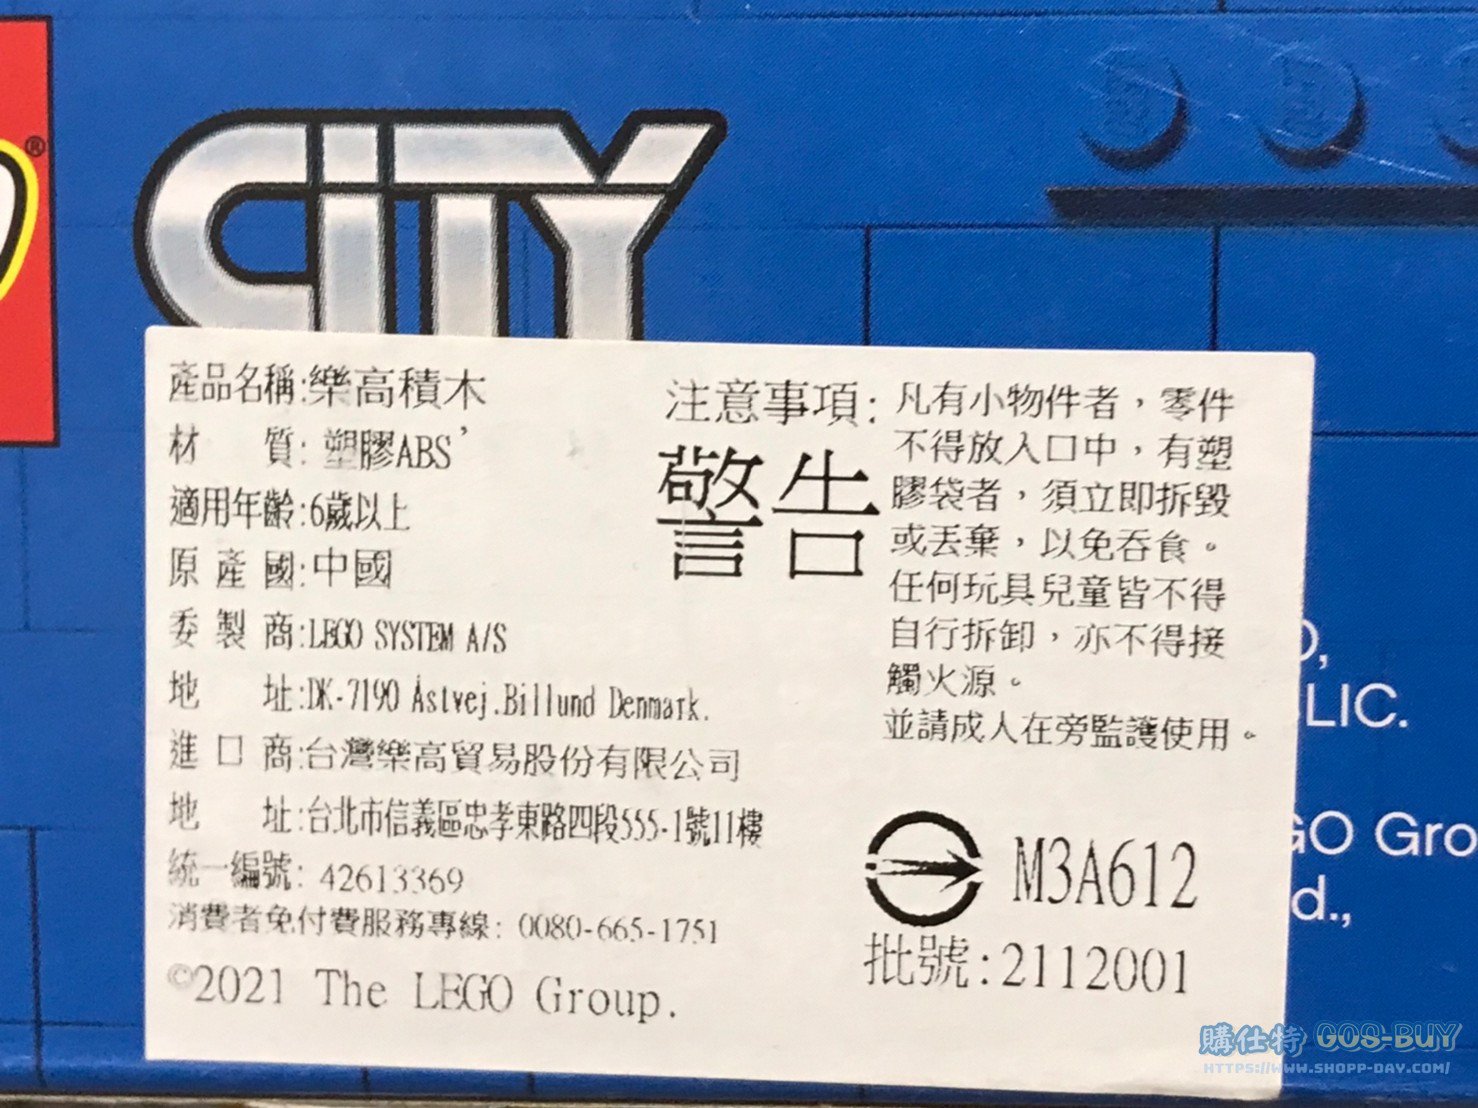 ®
CITY
產品名稱:樂高積木
材　　質: 塑膠ABS’
適用年齡:6歲以上
原 產 國:中國
委 製 商:LEGO SYSTEM A/S
地　　址:DK-7190 Astvej.Billund Denmark.
進 口 商:台灣樂高貿易股份有限公司
地　　址:台北市信義區忠孝東路四段555-1號11樓
統一編號: 42613369
消費者免付費服務專線: 0080-665-1751
©2021 The LEGO Group.
注意事項:
警告
凡有小物件者，零件
不得放入口中，有塑
膠袋者，須立即拆毀
或丟棄，以免吞食。
任何玩具兒童皆不得
自行拆卸，亦不得接
觸火源。
並請成人在旁監護使用。
M3A612
批號:2112001
LIC.
GO Gro
d.,
購仕特 GOS-BUY
HTTPS://WWW.SHOPP-DAY.COM/